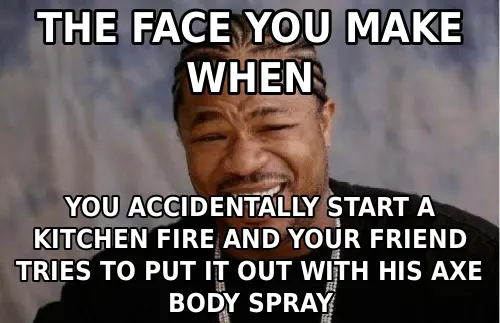 THE FACE YOU MAKE
WHEN
YOU ACCIDENTALLY START A
KITCHEN FIRE AND YOUR FRIEND
TRIES TO PUT IT OUT WITH HIS AXE
BODY SPRAY